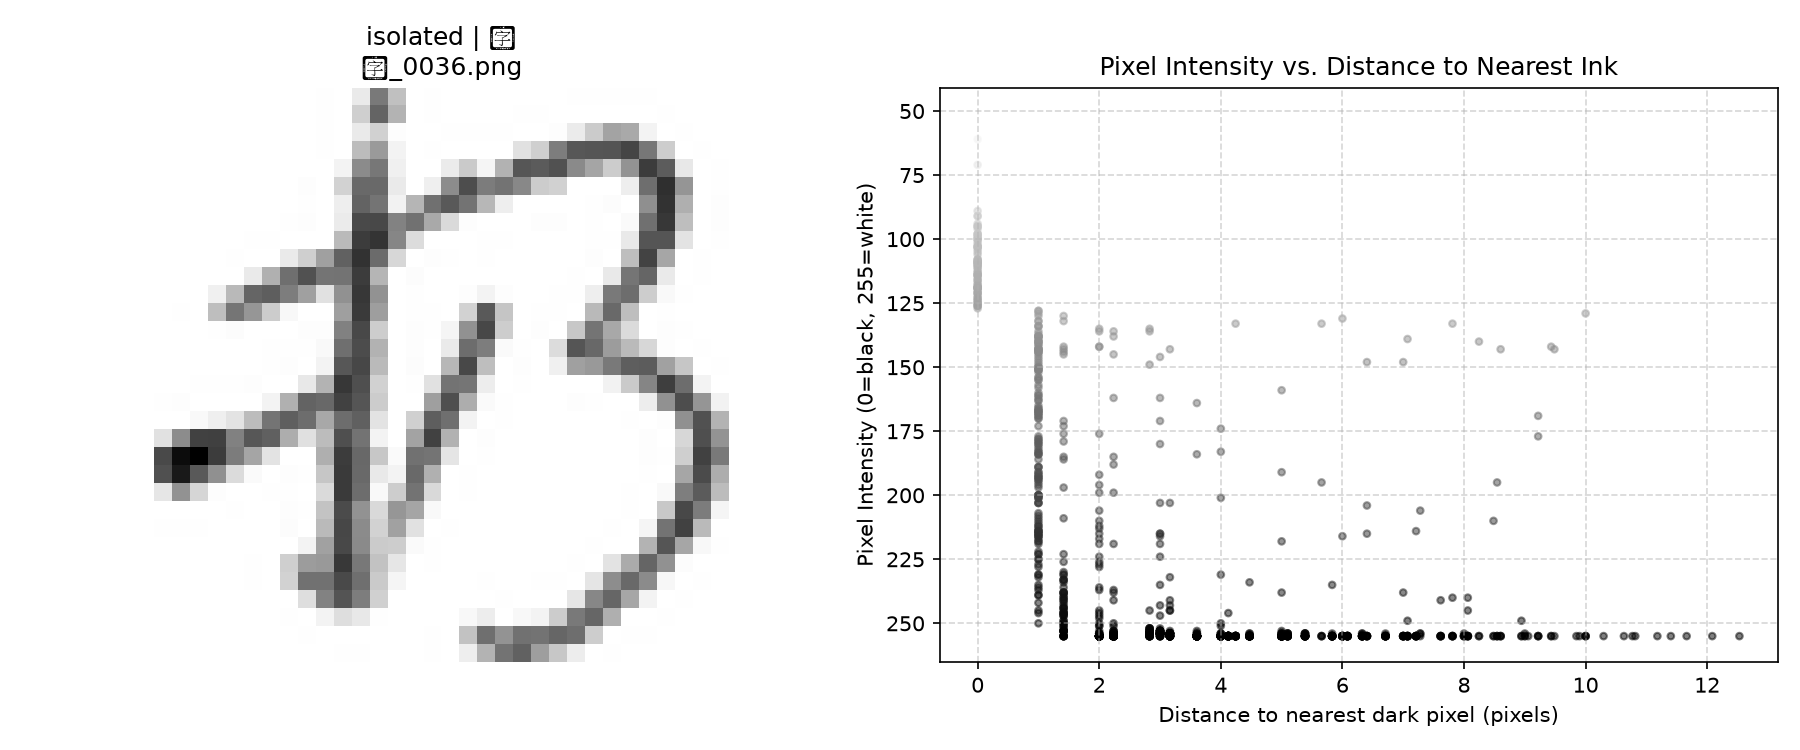 isolated |
_0036.png
扔
Pixel Intensity vs. Distance to Nearest Ink
Pixel Intensity (0=black, 255=white)
50
75
100
125
150
175
200
225
250
0 2 4 6 8 10 12
Distance to nearest dark pixel (pixels)